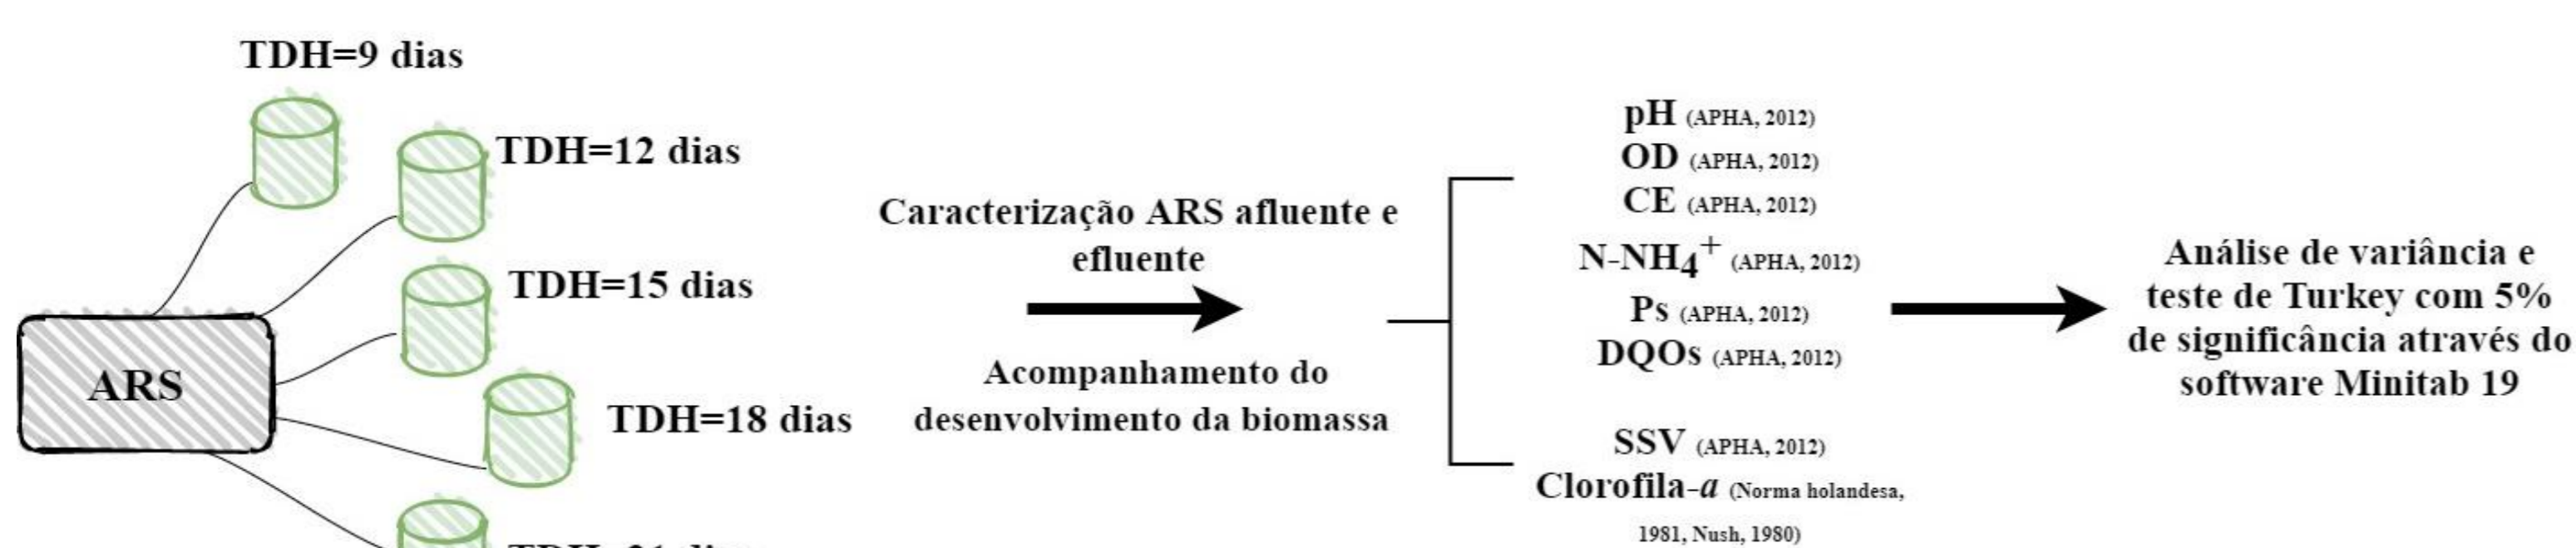 TDH=9 dias
TDH=12 dias
TDH=15 dias
TDH=18 dias
ARS
Caracterização ARS afluente e
efluente
Acompanhamento do
desenvolvimento da biomassa
pH (APHA, 2012)
OD (APHA, 2012)
CE (APHA, 2012)
N-NH₄⁺ (APHA, 2012)
Ps (APHA, 2012)
DQOs (APHA, 2012)
SSV (APHA, 2012)
Clorofila-a (Norma holandesa,
1981, Nush, 1980)
Análise de variância e
teste de Turkey com 5%
de significância através do
software Minitab 19